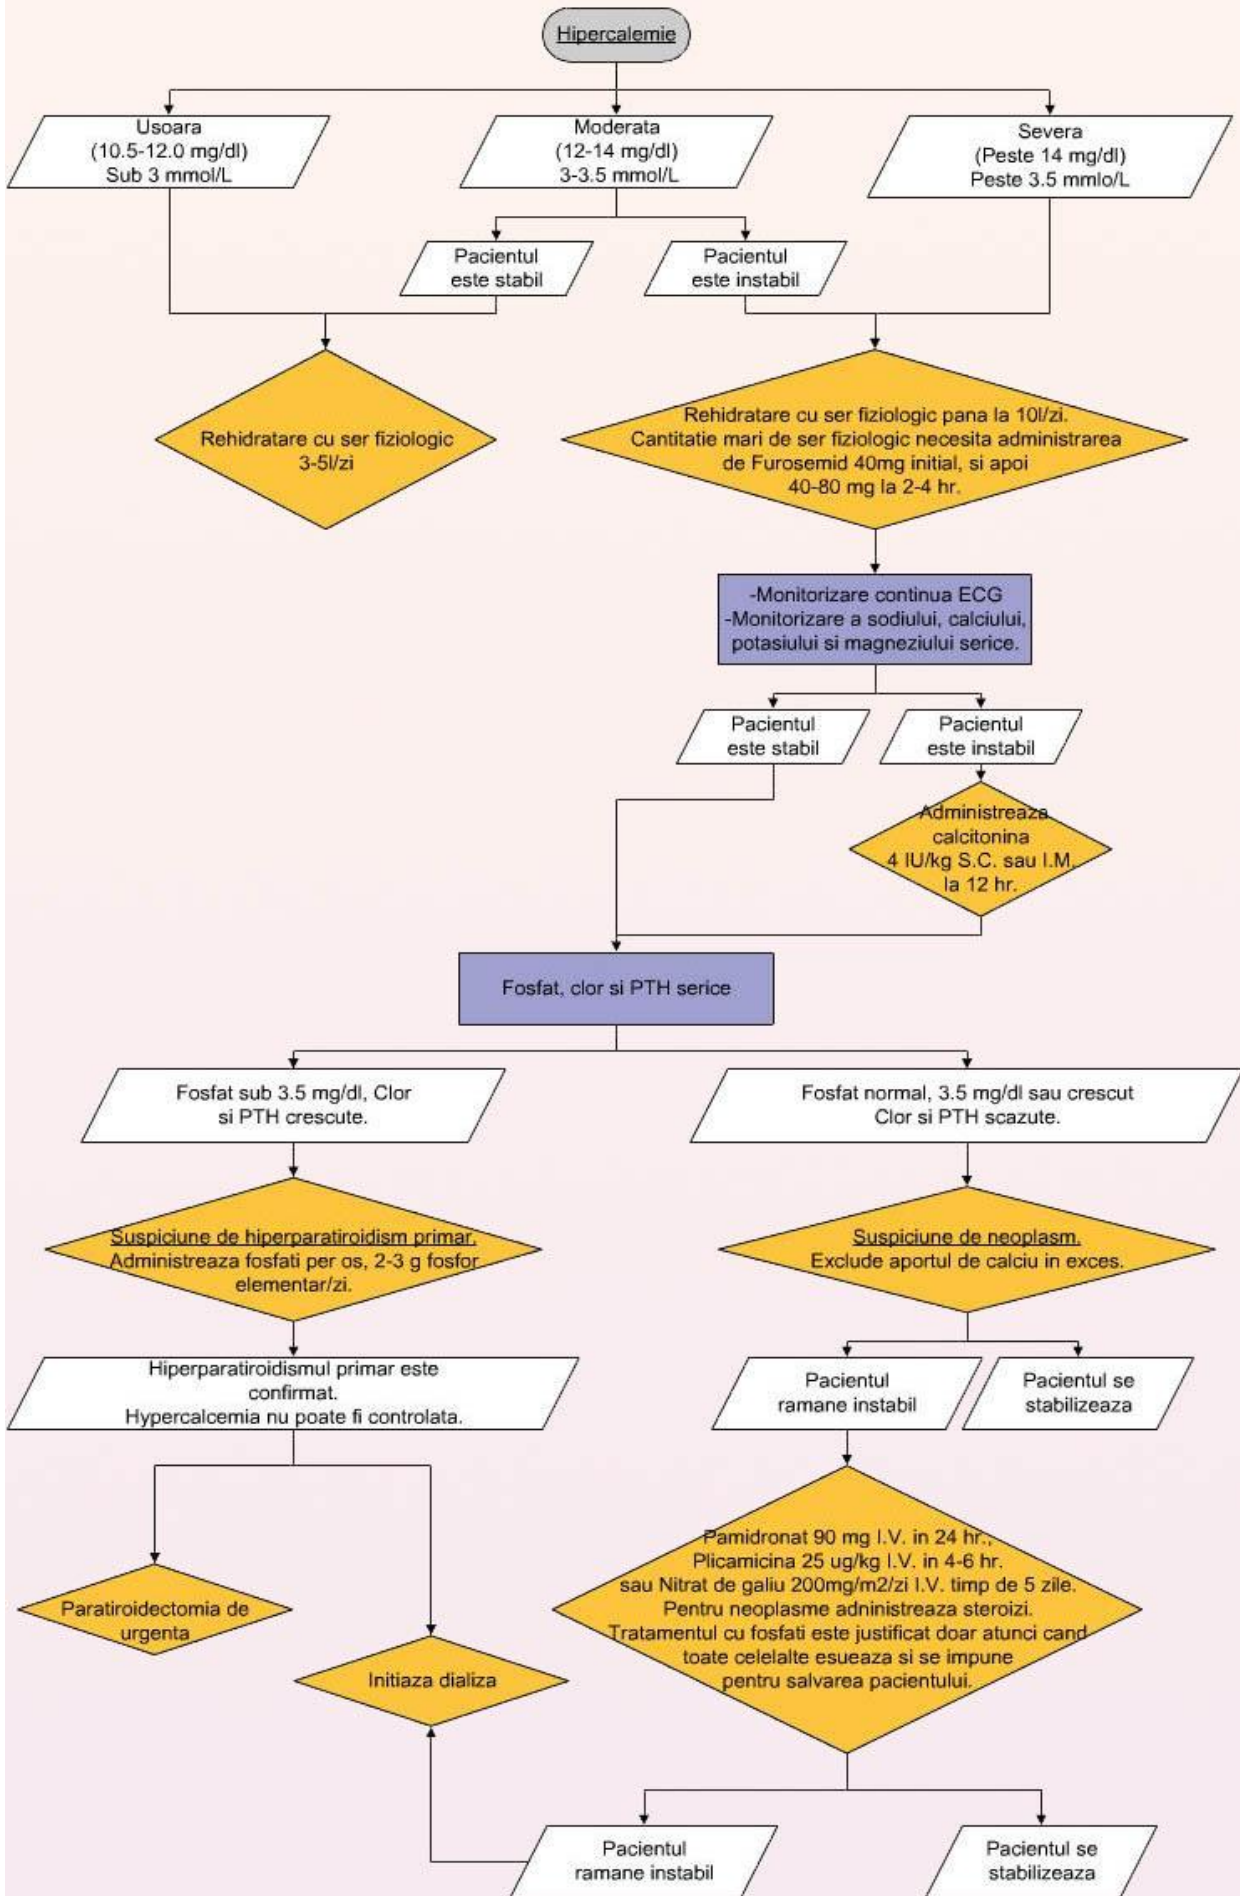 Hipercalemie
Usoara
(10.5-12.0 mg/dl)
Sub 3 mmol/L
Moderata
(12-14 mg/dl)
3-3.5 mmol/L
Severa
(Peste 14 mg/dl)
Peste 3.5 mmlo/L
Pacientul
este stabil
Pacientul
este instabil
Rehidratare cu ser fiziologic
3-5l/zi
Rehidratare cu ser fiziologic pana la 10l/zi.
Cantitatie mari de ser fiziologic necesita administrarea
de Furosemid 40mg initial, si apoi
40-80 mg la 2-4 hr.
-Monitorizare continua ECG
-Monitorizare a sodiului, calciului,
potasiului si magneziului serice.
Pacientul
este stabil
Pacientul
este instabil
Administreaza
calcitonina
4 IU/kg S.C. sau I.M.
la 12 hr.
Fosfat, clor si PTH serice
Fosfat sub 3.5 mg/dl, Clor
si PTH crescute.
Fosfat normal, 3.5 mg/dl sau crescut
Clor si PTH scazute.
Suspiciune de hiperparatiroidism primar.
Administreaza fosfati per os, 2-3 g fosfor
elementar/zi.
Suspiciune de neoplasm.
Exclude aportul de calciu in exces.
Hiperparatiroidismul primar este
confirmat.
Hypercalcemia nu poate fi controlata.
Pacientul
ramane instabil
Pacientul se
stabilizeaza
Paratiroidectomia de
urgenta
Initiaza dializa
Pamidronat 90 mg I.V. in 24 hr.,
Plicamicina 25 ug/kg I.V. in 4-6 hr.
sau Nitrat de galiu 200mg/m2/zi I.V. timp de 5 zile.
Pentru neoplasme adninistreaza steroizi.
Tratamentul cu fosfati este justificat doar atunci cand
toate celelalte esueaza si se impune
pentru salvarea pacientului.
Pacientul
ramane instabil
Pacientul se
stabilizeaza